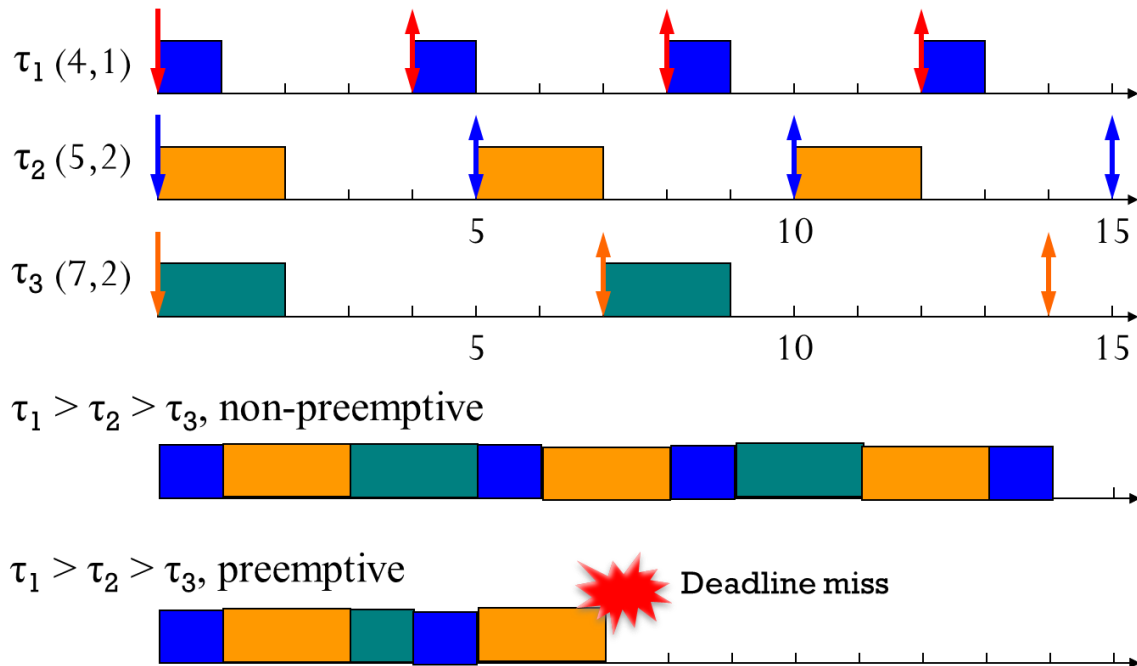 τ₁ (4,1)
τ₂ (5,2)
5 10 15
τ₃ (7,2)
5 10 15
τ₁ > τ₂ > τ₃, non-preemptive
τ₁ > τ₂ > τ₃, preemptive
Deadline miss